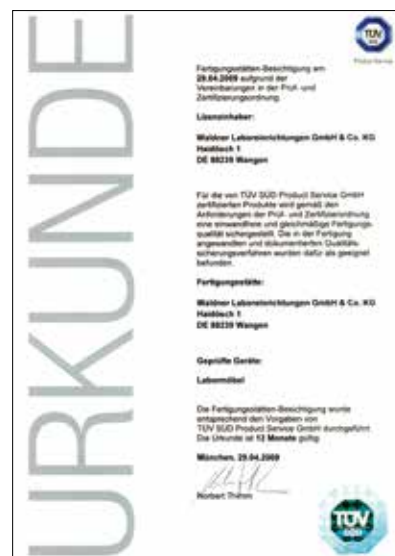 URKUNDE
TÜV
SÜD
Product Service
Fertigungsstätten-Besichtigung am
29.04.2009 aufgrund der
Vereinbarungen in der Prüf- und
Zertifizierungsordnung.
Lizenzinhaber:
Waldner Laboreinrichtungen GmbH & Co. KG
Haidösch 1
DE 88239 Wangen
Für die von TÜV SÜD Product Service GmbH
zertifizierten Produkte wird gemäß den
Anforderungen der Prüf- und Zertifizierordnung
eine einwandfreie und gleichmäßige Fertigungs-
qualität sichergestellt. Die in der Fertigung
angewandten und dokumentierten Qualitäts-
sicherungsverfahren wurden dafür als geeignet
befunden.
Fertigungsstätte:
Waldner Laboreinrichtungen GmbH & Co. KG
Haidösch 1
DE 88239 Wangen
Geprüfte Geräte:
Labormöbel
Die Fertigungsstätten-Besichtigung wurde
entsprechend den Vorgaben von
TÜV SÜD Product Service GmbH durchgeführt.
Die Urkunde ist 12 Monate gültig.
München, 29.04.2009
Norbert
TÜV
SÜD